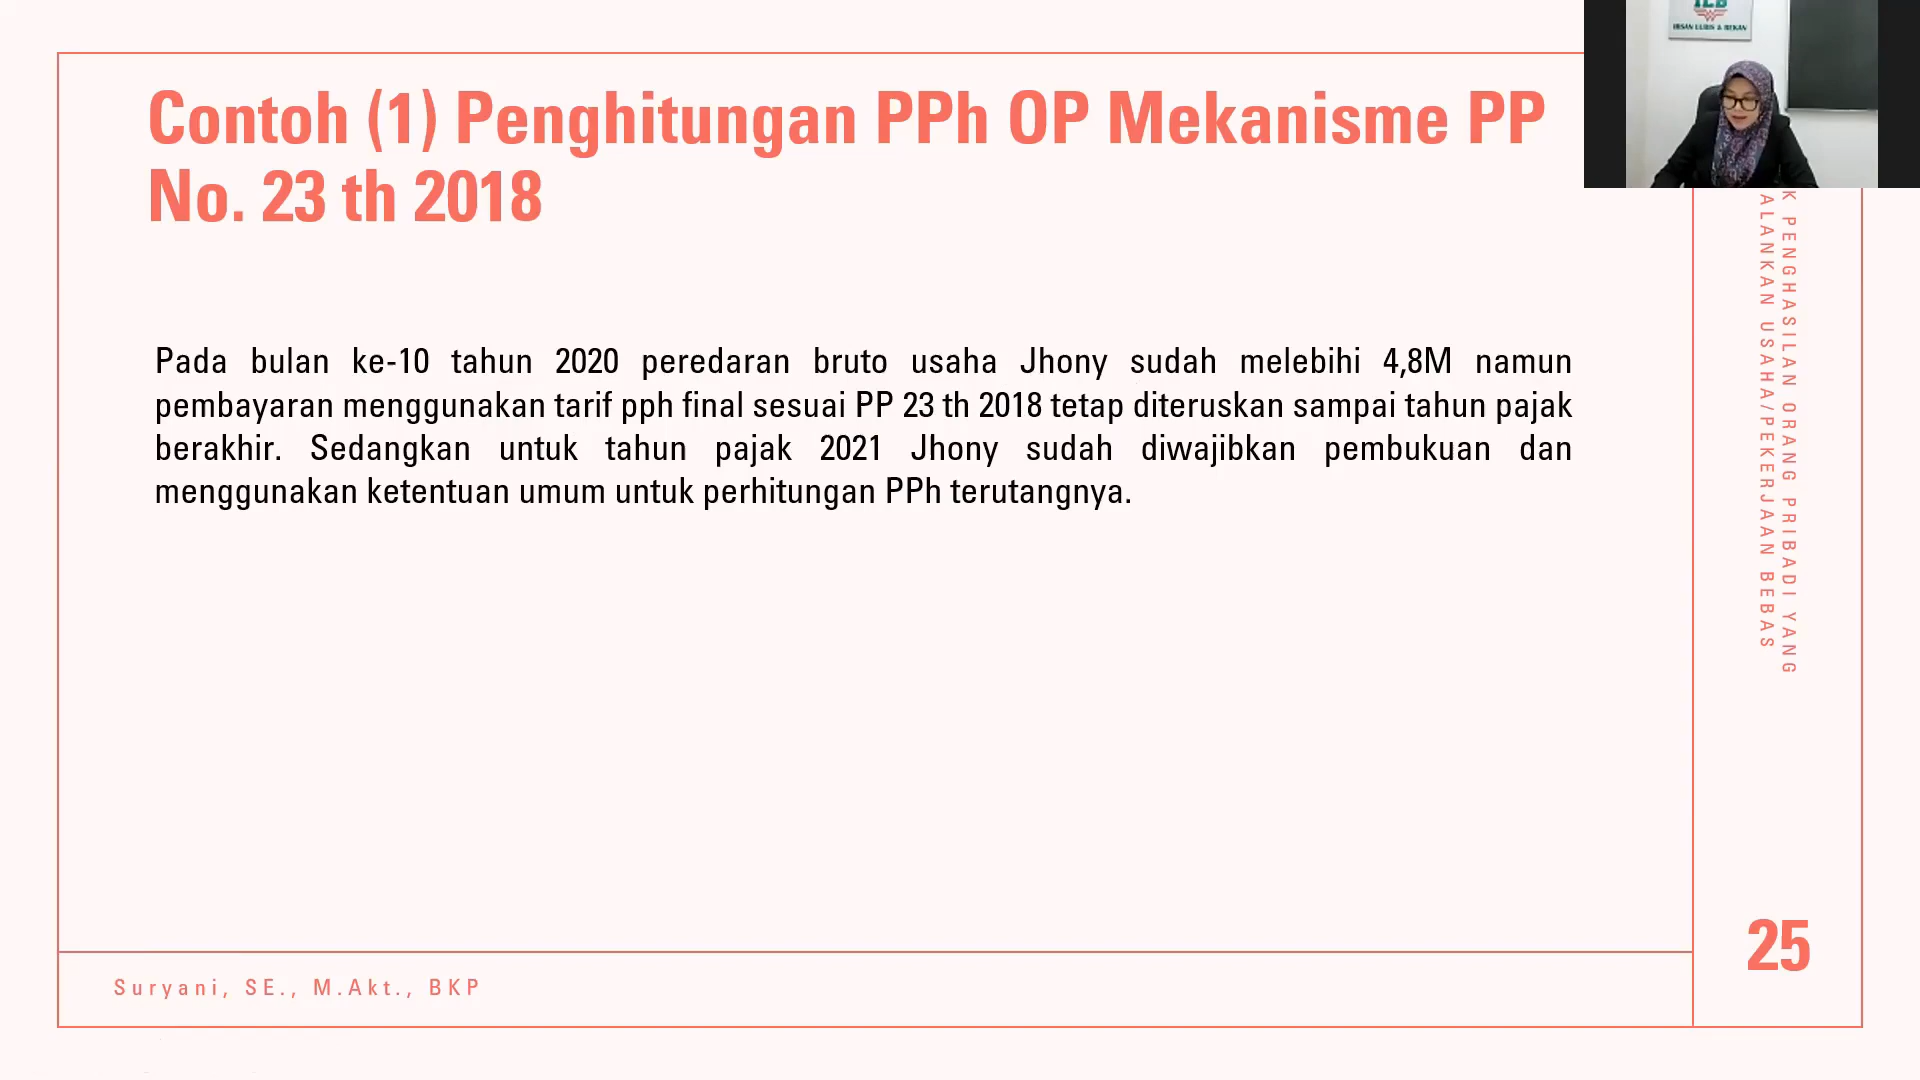 Contoh (1) Penghitungan PPh OP Mekanisme PP
No. 23 th 2018
Pada bulan ke-10 tahun 2020 peredaran bruto usaha Jhony sudah melebihi 4,8M namun
pembayaran menggunakan tarif pph final sesuai PP 23 th 2018 tetap diteruskan sampai tahun pajak
berakhir. Sedangkan untuk tahun pajak 2021 Jhony sudah diwajibkan pembukuan dan
menggunakan ketentuan umum untuk perhitungan PPh terutangnya.
K PENGHASILAN ORANG PRIBADI YANG
ALANKAN USAHA/PEKERJAAN BEBAS
25
Suryani, SE., M.Akt., BKP